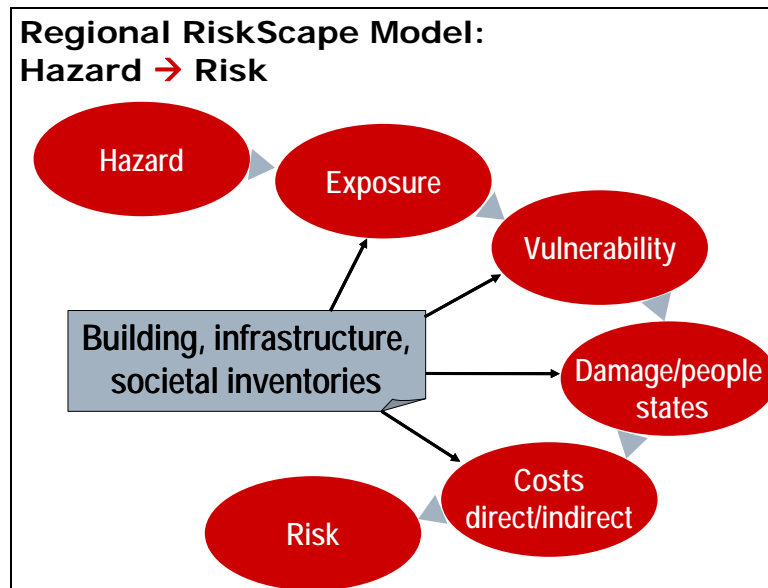 Regional RiskScape Model:
Hazard → Risk
Hazard
Exposure
Vulnerability
Building, infrastructure,
societal inventories
Damage/people
states
Costs
direct/indirect
Risk